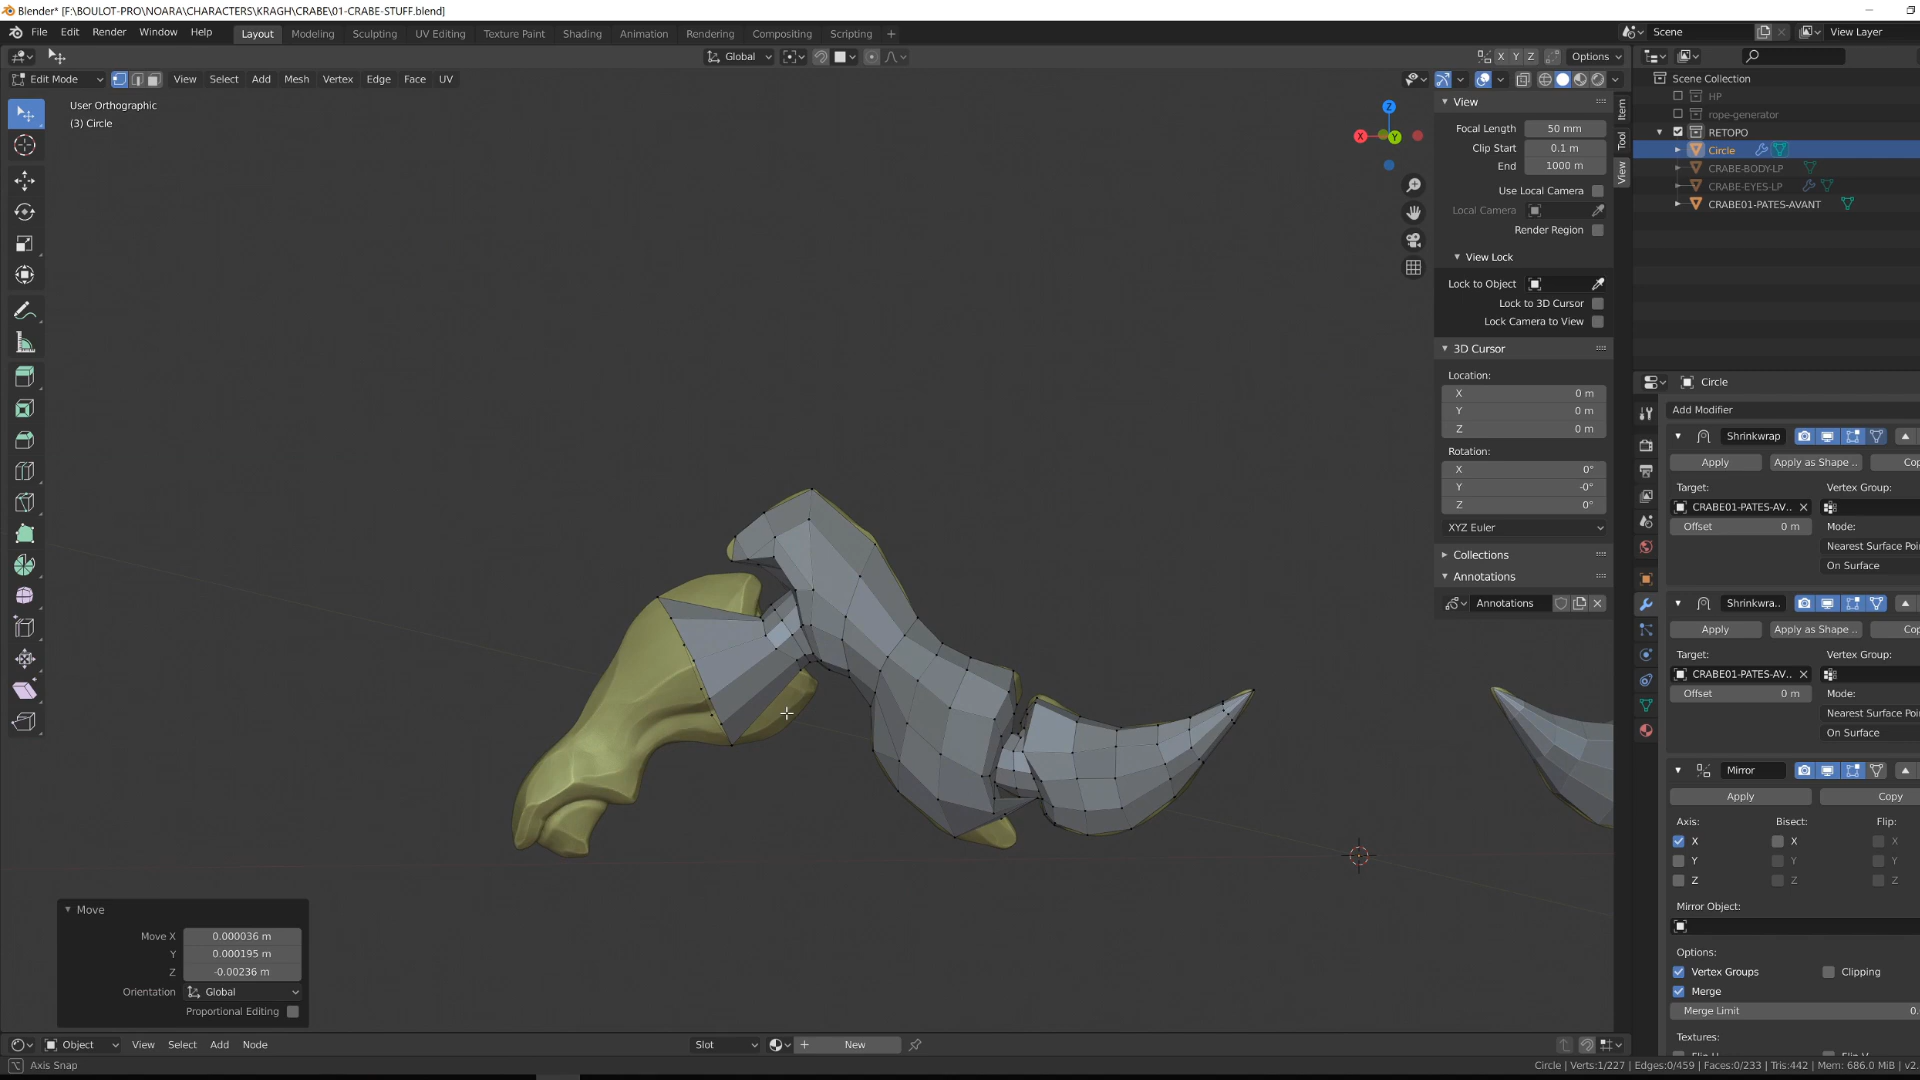 Blender* [F:\BOULOT-PRO\NOARA\CHARACTERS\KRAGH\CRABE\01-CRABE-STUFF.blend]
File Edit Render Window Help Layout Modeling Sculpting UV Editing Texture Paint Shading Animation Rendering Compositing Scripting + Scene View Layer
Global X Y Z Options
Edit Mode View Select Add Mesh Vertex Edge Face UV
User Orthographic
(3) Circle
Z
X
Y
Item
Tool
View
View
Focal Length 50 mm
Clip Start 0.1 m
End 1000 m
Use Local Camera
Local Camera
Render Region
View Lock
Lock to Object
Lock to 3D Cursor
Lock Camera to View
3D Cursor
Location:
X 0 m
Y 0 m
Z 0 m
Rotation:
X 0°
Y -0°
Z 0°
XYZ Euler
Collections
Annotations
Annotations
Scene Collection
HP
rope-generator
RETOPO
Circle
CRABE-BODY-LP
CRABE-EYES-LP
CRABE01-PATES-AVANT
Circle
Add Modifier
Shrinkwrap
Apply Apply as Shape .. Cop
Target: Vertex Group:
CRABE01-PATES-AV..
Offset 0 m Mode:
Nearest Surface Poi
On Surface
Shrinkwra..
Apply Apply as Shape .. Cop
Target: Vertex Group:
CRABE01-PATES-AV..
Offset 0 m Mode:
Nearest Surface Poi
On Surface
Mirror
Apply Copy
Axis: Bisect: Flip:
X X X
Y Y Y
Z Z Z
Mirror Object:
Options:
Vertex Groups Clipping
Merge
Merge Limit 0.
Textures:
Move
Move X 0.000036 m
Y 0.000195 m
Z -0.00236 m
Orientation Global
Proportional Editing
Object View Select Add Node Slot + New
Axis Snap
Circle | Verts:1/227 | Edges:0/459 | Faces:0/233 | Tris:442 | Mem: 686.0 MiB | v2.